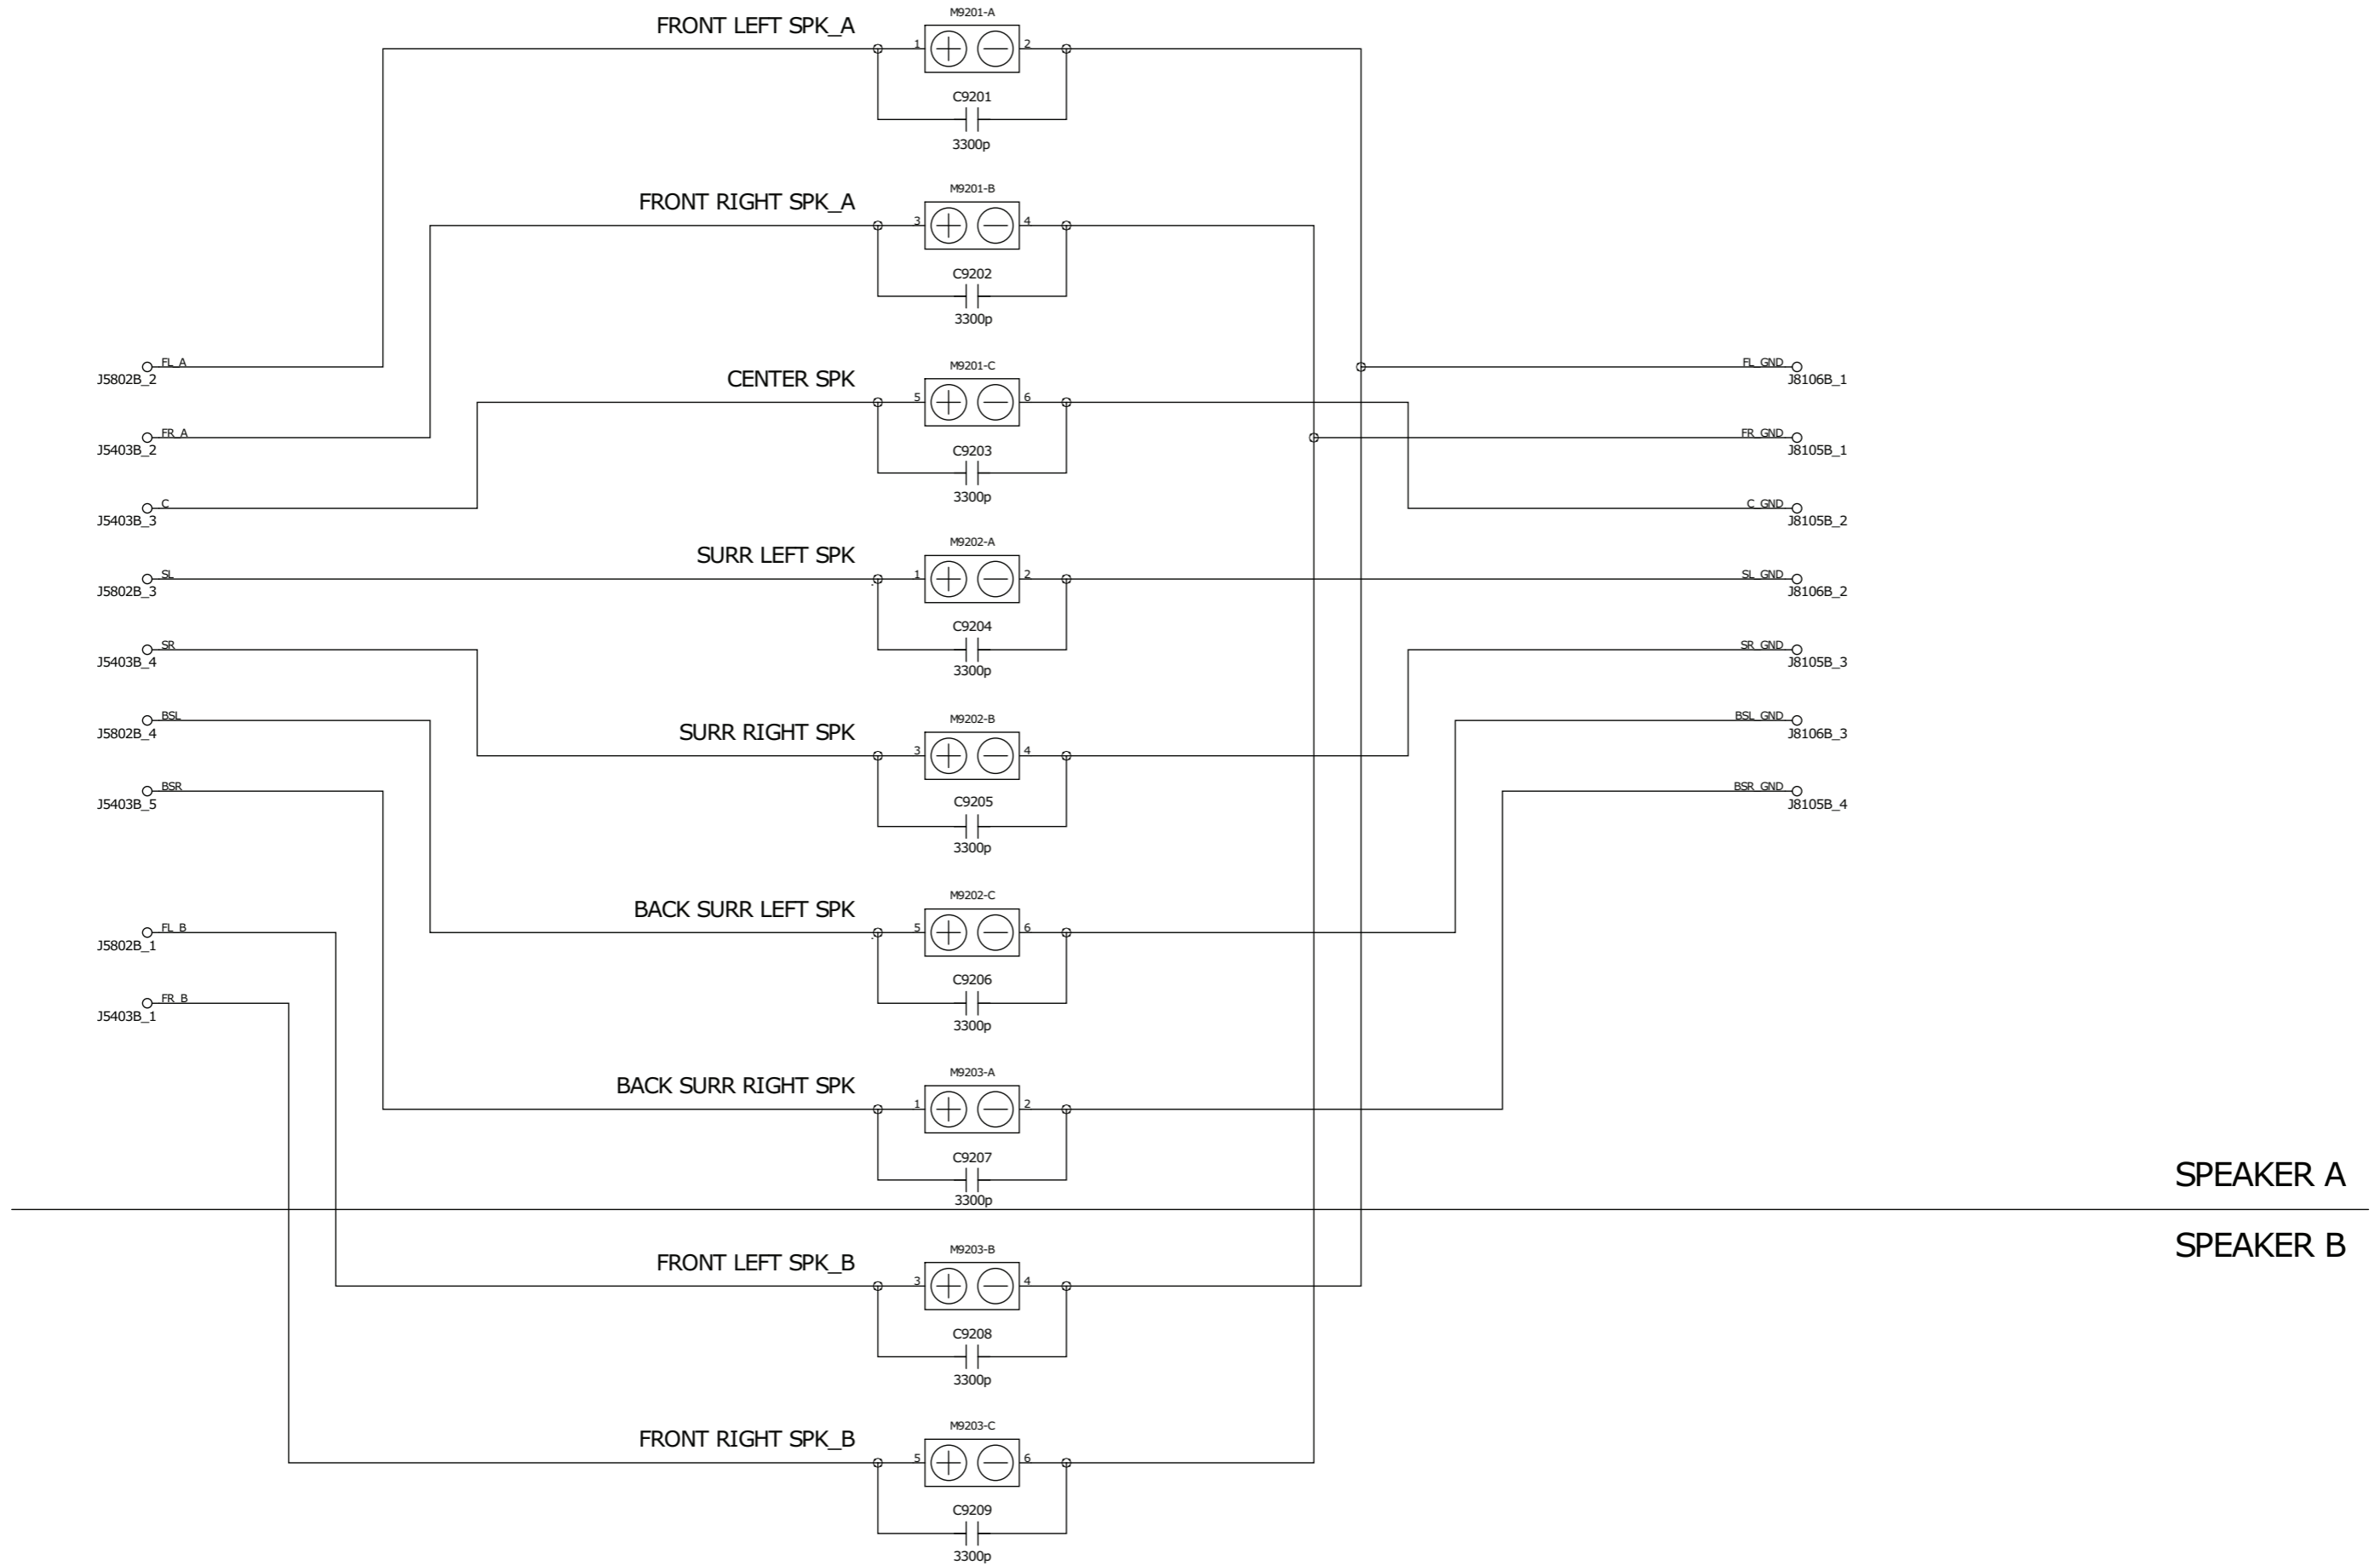 M9201-A
FRONT LEFT SPK_A
1 2
C9201
3300p
M9201-B
FRONT RIGHT SPK_A
3 4
C9202
3300p
FL_A
J5802B_2
M9201-C
CENTER SPK
5 6
FL_GND
J8106B_1
FR_A
J5403B_2
C9203
3300p
FR_GND
J8105B_1
C
J5403B_3
C_GND
J8105B_2
M9202-A
SURR LEFT SPK
SL
J5802B_3
1 2
SL_GND
J8106B_2
C9204
3300p
SR
J5403B_4
SR_GND
J8105B_3
BSL
J5802B_4
M9202-B
SURR RIGHT SPK
3 4
BSL_GND
J8106B_3
BSR
J5403B_5
C9205
3300p
BSR_GND
J8105B_4
M9202-C
BACK SURR LEFT SPK
FL_B
J5802B_1
5 6
C9206
3300p
FR_B
J5403B_1
M9203-A
BACK SURR RIGHT SPK
1 2
C9207
3300p
SPEAKER A
SPEAKER B
M9203-B
FRONT LEFT SPK_B
3 4
C9208
3300p
M9203-C
FRONT RIGHT SPK_B
5 6
C9209
3300p